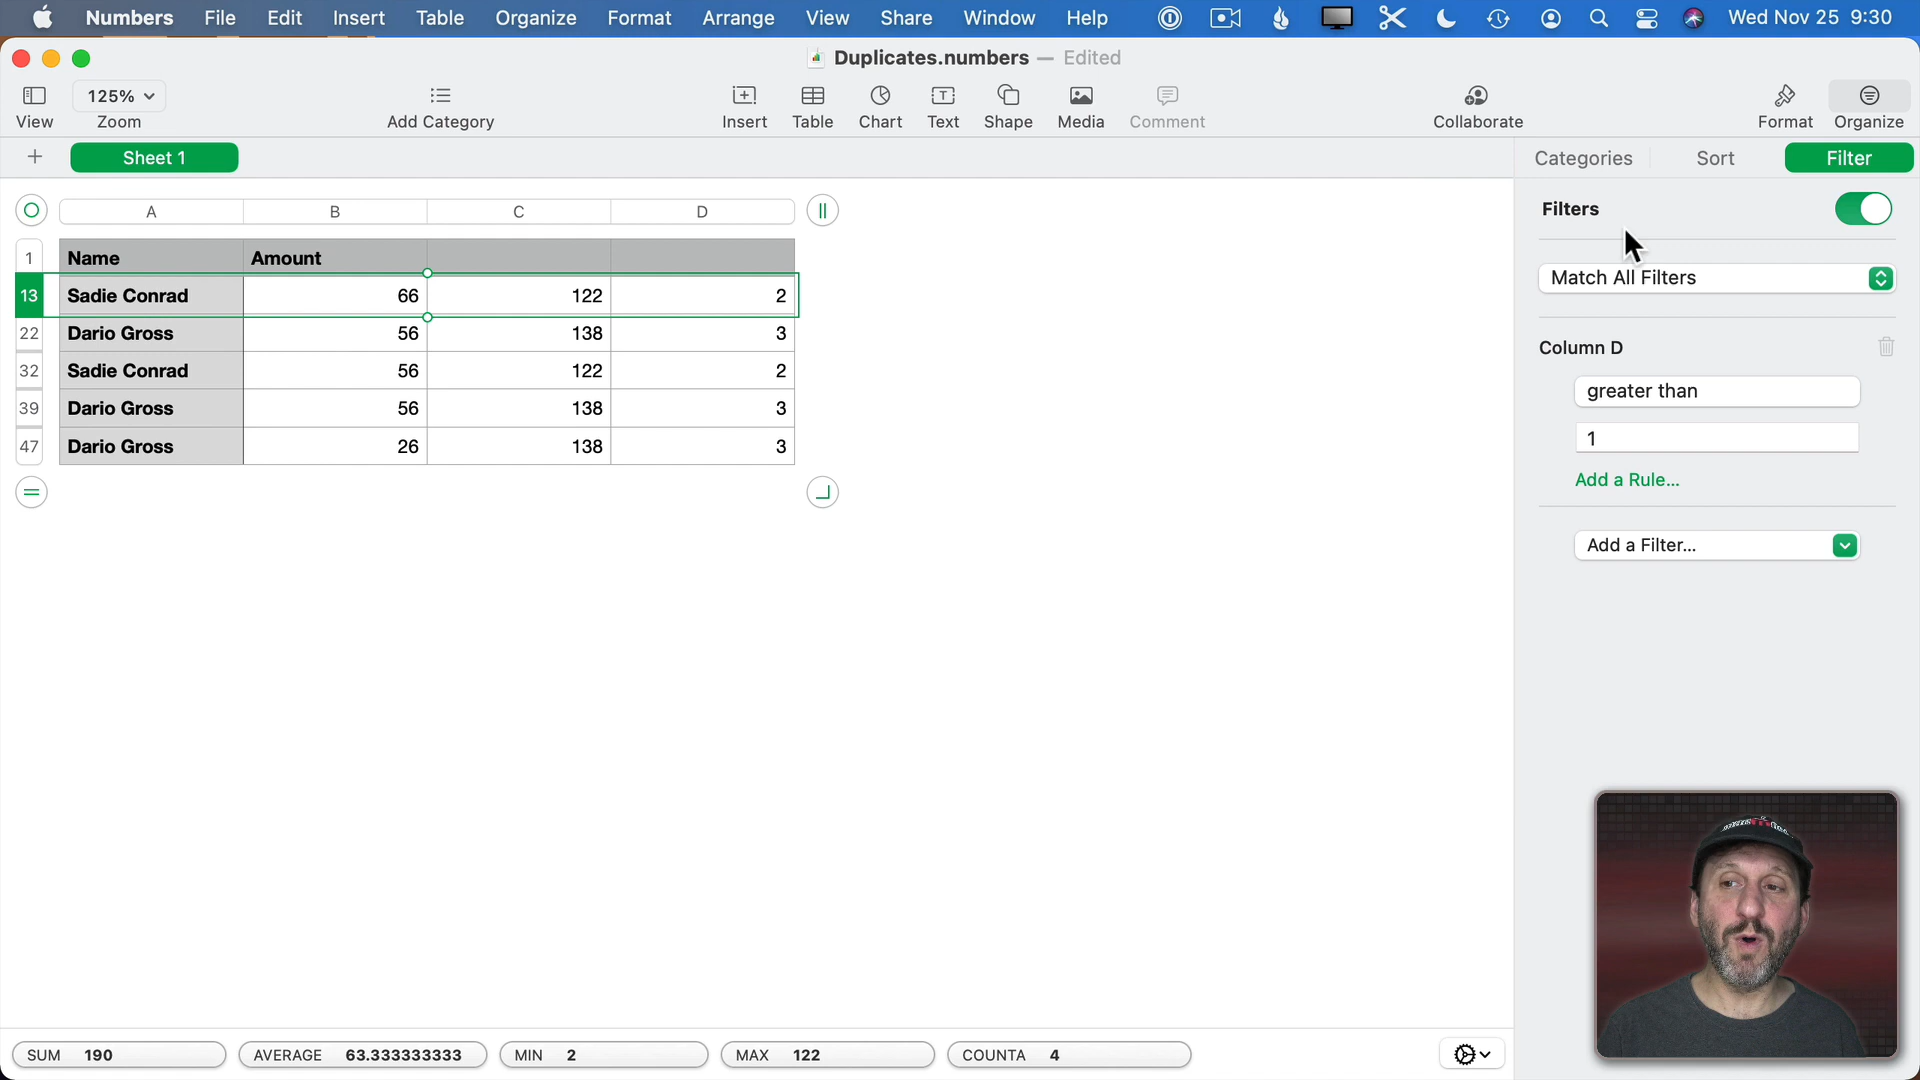 Numbers File Edit Insert Table Organize Format Arrange View Share Window Help Wed Nov 25 9:30
Duplicates.numbers — Edited
125%
View Zoom Add Category Insert Table Chart Text Shape Media Comment Collaborate Format Organize
Sheet 1
Categories Sort Filter
Filters
A B C D
1 Name Amount
13 Sadie Conrad 66 122 2
22 Dario Gross 56 138 3
32 Sadie Conrad 56 122 2
39 Dario Gross 56 138 3
47 Dario Gross 26 138 3
Match All Filters
Column D
greater than
1
Add a Rule...
Add a Filter...
SUM 190 AVERAGE 63.333333333 MIN 2 MAX 122 COUNTA 4